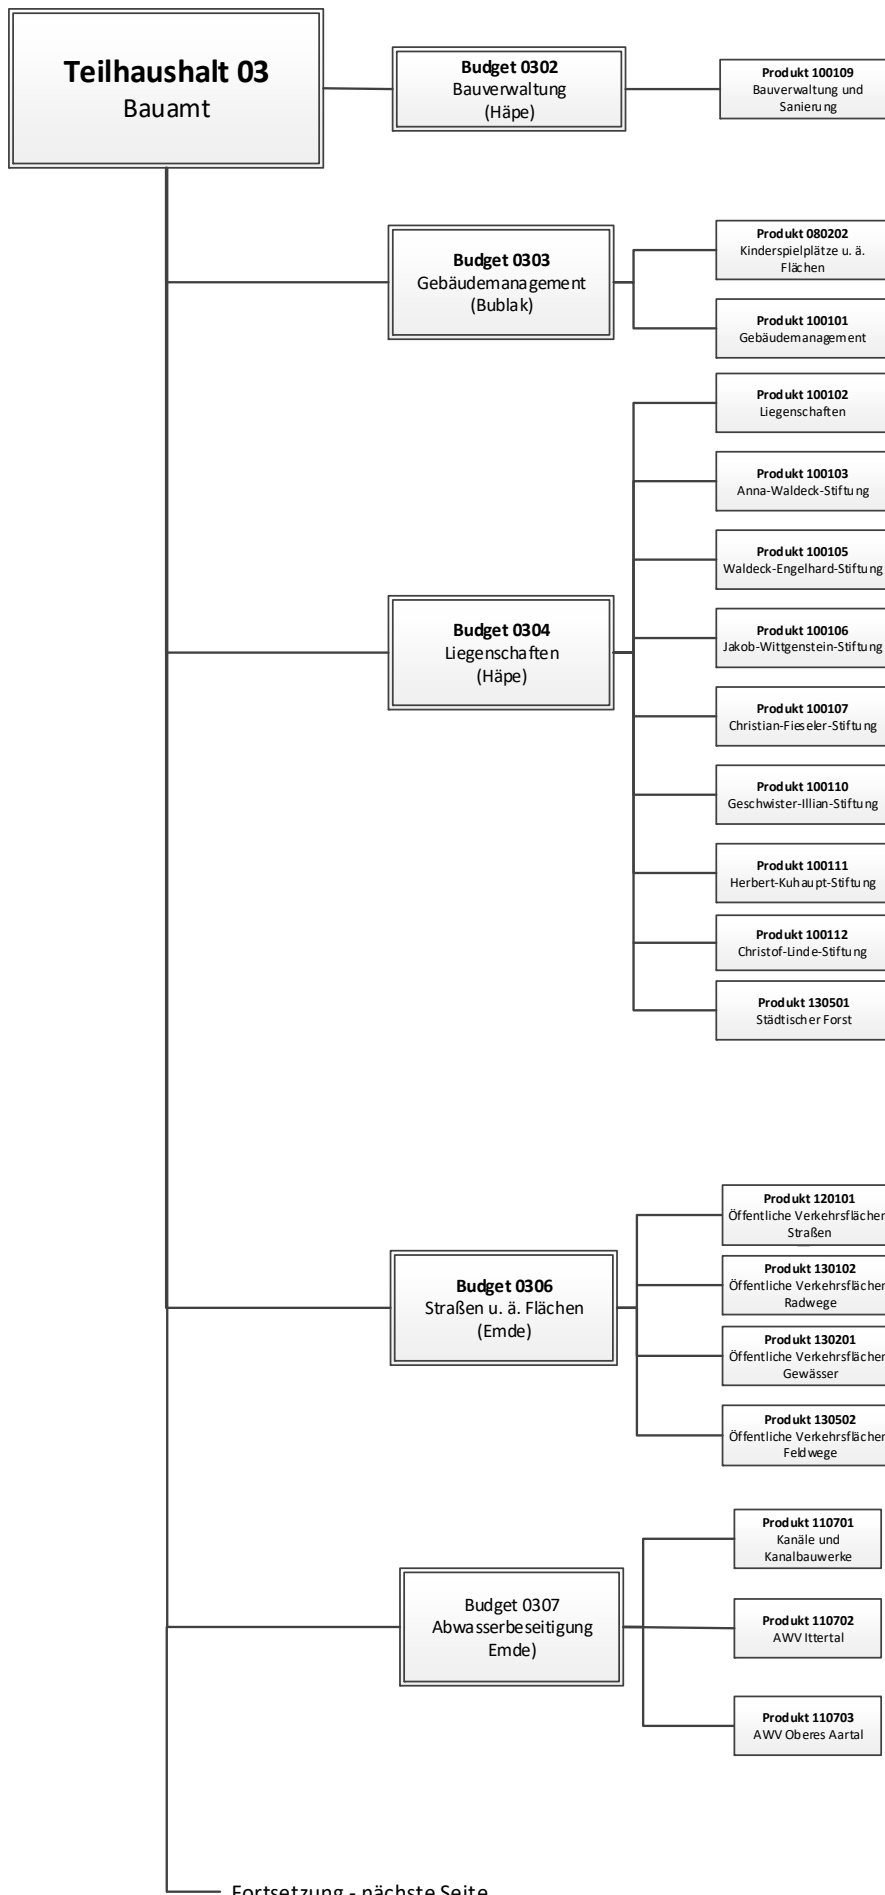 Teilhaushalt 03
Bauamt
Budget 0302
Bauverwaltung
(Häpe)
Produkt 100109
Bauverwaltung und
Sanierung
Budget 0303
Gebäudemanagement
(Bublak)
Produkt 080202
Kinderspielplätze u. ä.
Flächen
Produkt 100101
Gebäudemanagement
Budget 0304
Liegenschaften
(Häpe)
Produkt 100102
Liegenschaften
Produkt 100103
Anna-Waldeck-Stiftung
Produkt 100105
Waldeck-Engelhard-Stiftung
Produkt 100106
Jakob-Wittgenstein-Stiftung
Produkt 100107
Christian-Fieseler-Stiftung
Produkt 100110
Geschwister-Illian-Stiftung
Produkt 100111
Herbert-Kuhaupt-Stiftung
Produkt 100112
Christof-Linde-Stiftung
Produkt 130501
Städtischer Forst
Budget 0306
Straßen u. ä. Flächen
(Emde)
Produkt 120101
Öffentliche Verkehrsflächen
Straßen
Produkt 130102
Öffentliche Verkehrsflächen
Radwege
Produkt 130201
Öffentliche Verkehrsflächen
Gewässer
Produkt 130502
Öffentliche Verkehrsflächen
Feldwege
Budget 0307
Abwasserbeseitigung
Emde)
Produkt 110701
Kanäle und
Kanalbauwerke
Produkt 110702
AWV Ittertal
Produkt 110703
AWV Oberes Aartal
Fortsetzung - nächste Seite